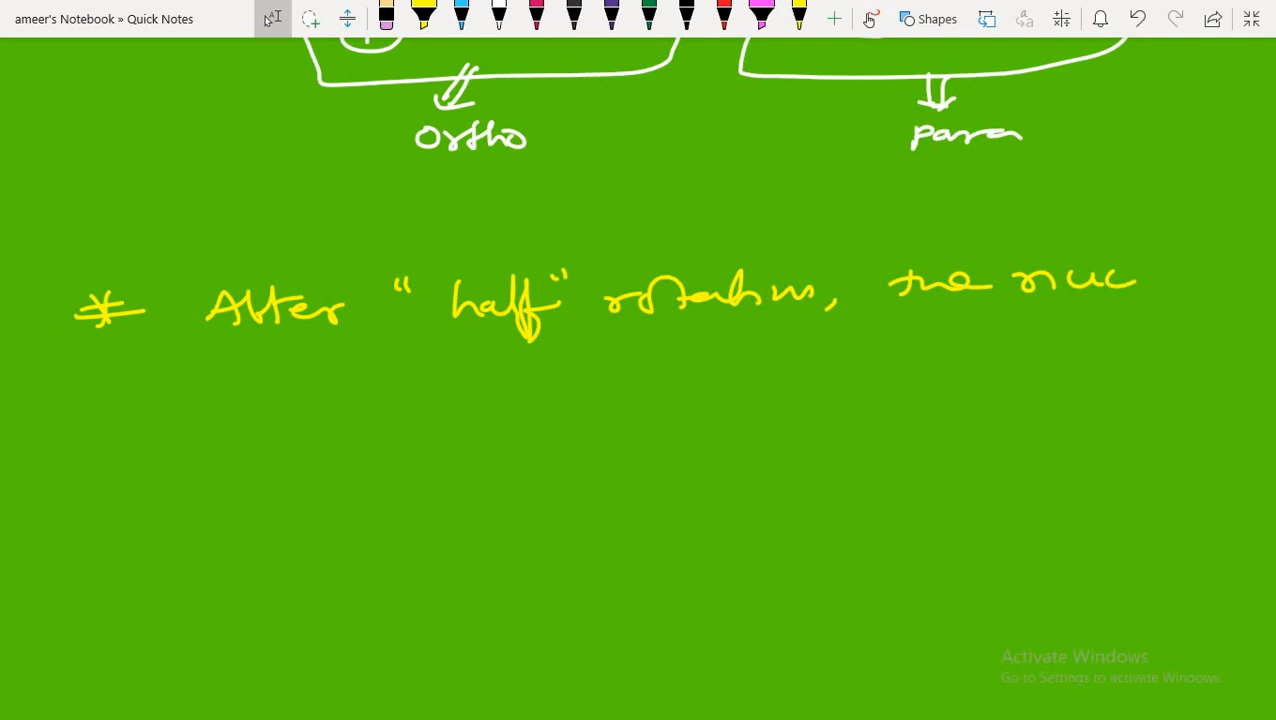 ameer's Notebook » Quick Notes
Shapes
Ortho
para
* After "half" rotation, the nuc
Activate Windows
Go to Settings to activate Windows.